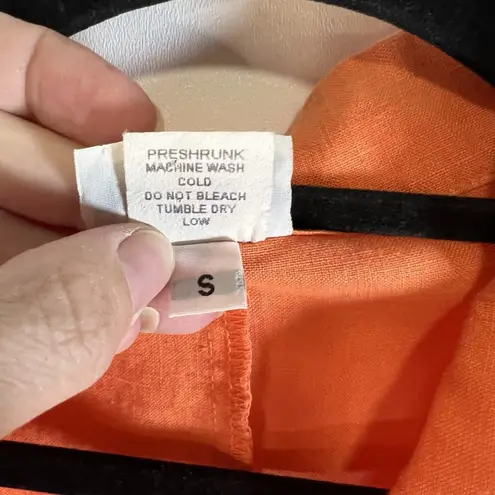 PRESHRUNK
MACHINE WASH
COLD
DO NOT BLEACH
TUMBLE DRY
LOW
S